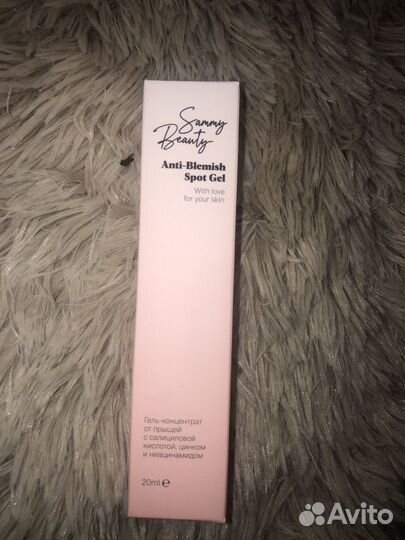 Sammy
Beauty
Anti-Blemish
Spot Gel
With love
for your skin
Гель-концентрат
от прыщей
с салициловой
кислотой, цинком
и ниацинамидом
20ml ℮
Avito